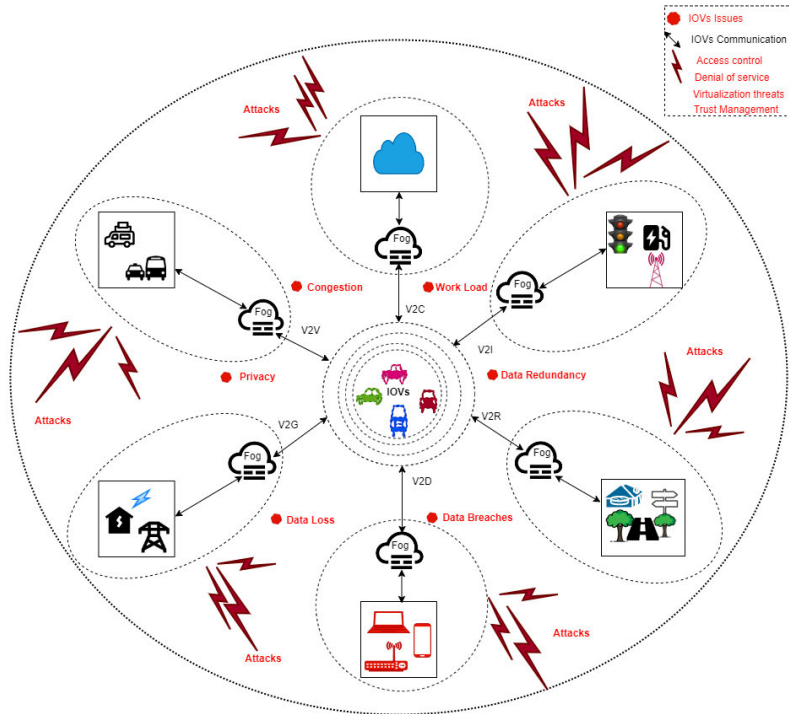 IOVs Issues
IOVs Communication
Access control
Denial of service
Virtualization threats
Trust Management
Attacks
Attacks
Fog
Fog
Congestion
Work Load
Fog
Fog
V2C
V2V
V2I
Attacks
Privacy
IOVs
Data Redundancy
Attacks
V2G
V2R
Fog
Fog
V2D
Data Loss
Data Breaches
Fog
Attacks
Attacks